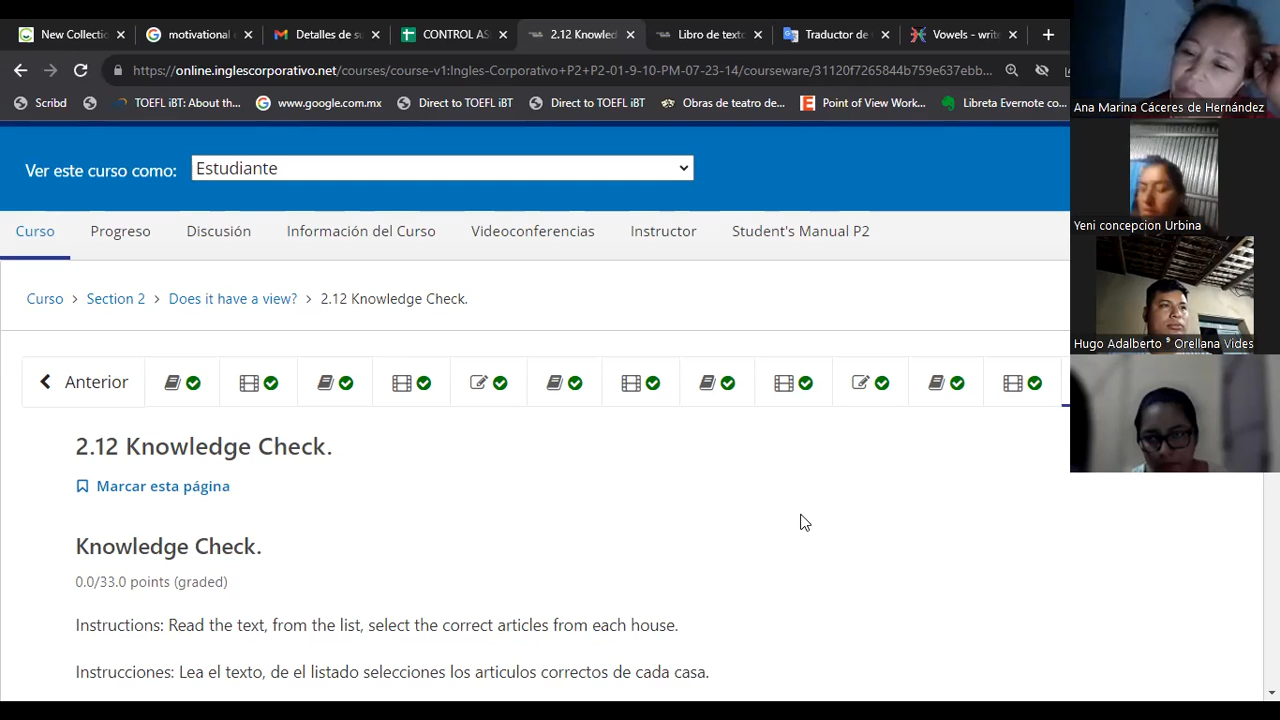 New Collecti
motivational
Detalles de su
CONTROL AS
2.12 Knowled
Libro de texto
Traductor de
Vowels - write
https://online.inglescorporativo.net/courses/course-v1:Ingles-Corporativo+P2+P2-01-9-10-PM-07-23-14/courseware/31120f7265844b759e637ebb...
Scribd
TOEFL iBT: About th...
www.google.com.mx
Direct to TOEFL iBT
Direct to TOEFL iBT
Obras de teatro de...
Point of View Work...
Libreta Evernote co...
Ana Marina Cáceres de Hernández
Yeni concepcion Urbina
Hugo Adalberto ° Orellana Vides
Ver este curso como:
Estudiante
Curso
Progreso
Discusión
Información del Curso
Videoconferencias
Instructor
Student's Manual P2
Curso > Section 2 > Does it have a view? > 2.12 Knowledge Check.
Anterior
2.12 Knowledge Check.
Marcar esta página
Knowledge Check.
0.0/33.0 points (graded)
Instructions: Read the text, from the list, select the correct articles from each house.
Instrucciones: Lea el texto, de el listado selecciones los articulos correctos de cada casa.